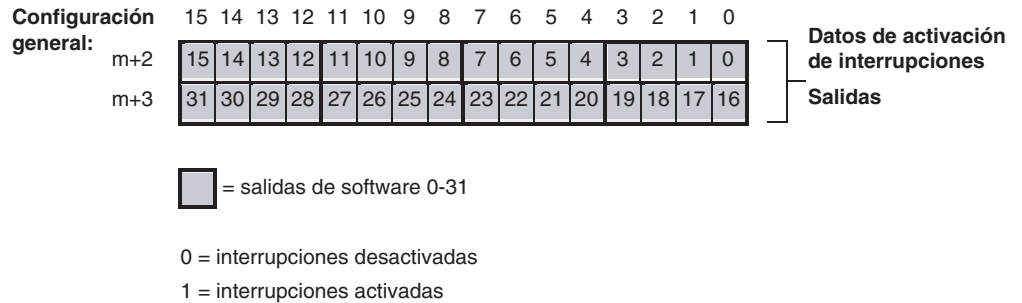 Configuración general:
15 14 13 12 11 10 9 8 7 6 5 4 3 2 1 0
m+2 15 14 13 12 11 10 9 8 7 6 5 4 3 2 1 0
m+3 31 30 29 28 27 26 25 24 23 22 21 20 19 18 17 16
Datos de activación
de interrupciones
Salidas
= salidas de software 0-31
0 = interrupciones desactivadas
1 = interrupciones activadas